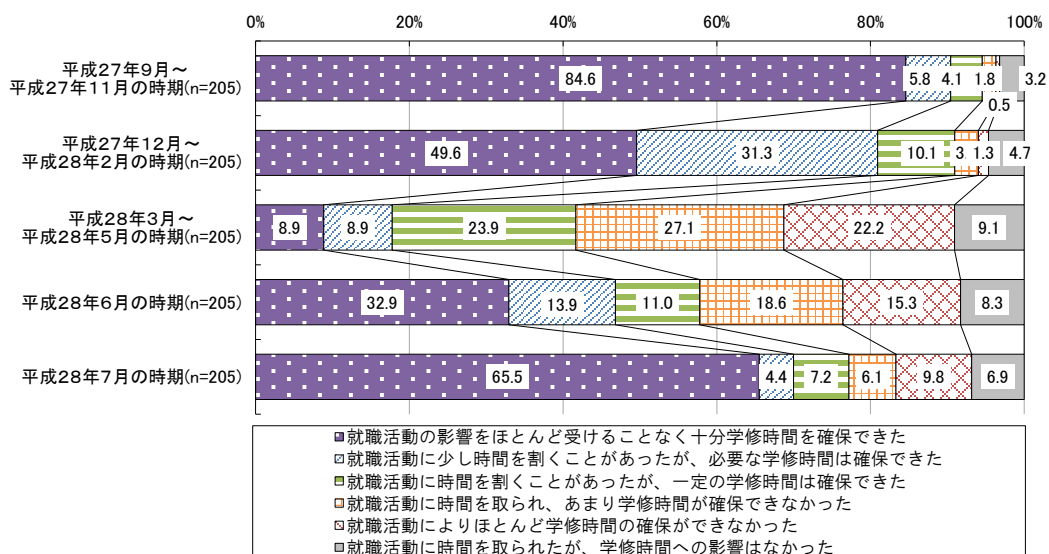 0% 20% 40% 60% 80% 100%
平成27年9月～
平成27年11月の時期(n=205)
84.6 5.8 4.1 1.8 3.2
0.5
平成27年12月～
平成28年2月の時期(n=205)
49.6 31.3 10.1 3. 1.3 4.7
平成28年3月～
平成28年5月の時期(n=205)
8.9 8.9 23.9 27.1 22.2 9.1
平成28年6月の時期(n=205)
32.9 13.9 11.0 18.6 15.3 8.3
平成28年7月の時期(n=205)
65.5 4.4 7.2 6.1 9.8 6.9
就職活動の影響をほとんど受けることなく十分学修時間を確保できた
就職活動に少し時間を割くことがあったが、必要な学修時間は確保できた
就職活動に時間を割くことがあったが、一定の学修時間は確保できた
就職活動に時間を取られ、あまり学修時間が確保できなかった
就職活動によりほとんど学修時間の確保ができなかった
就職活動に時間を取られたが、学修時間への影響はなかった